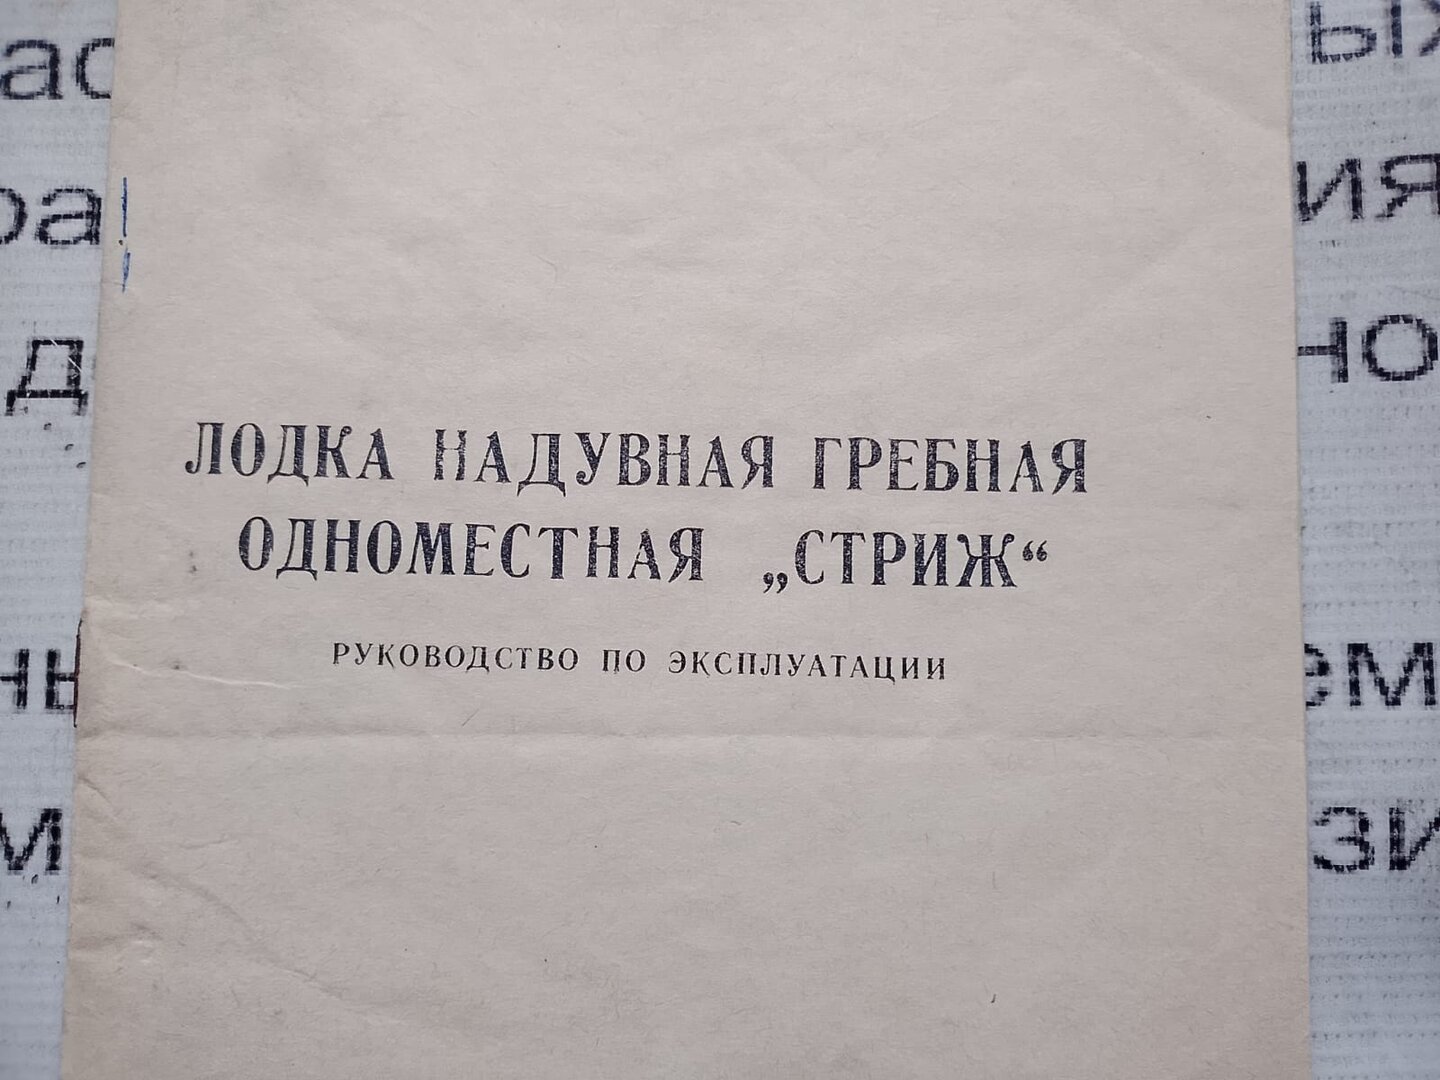 ЛОДКА НАДУВНАЯ ГРЕБНАЯ
ОДНОМЕСТНАЯ „СТРИЖ“
РУКОВОДСТВО ПО ЭКСПЛУАТАЦИИ